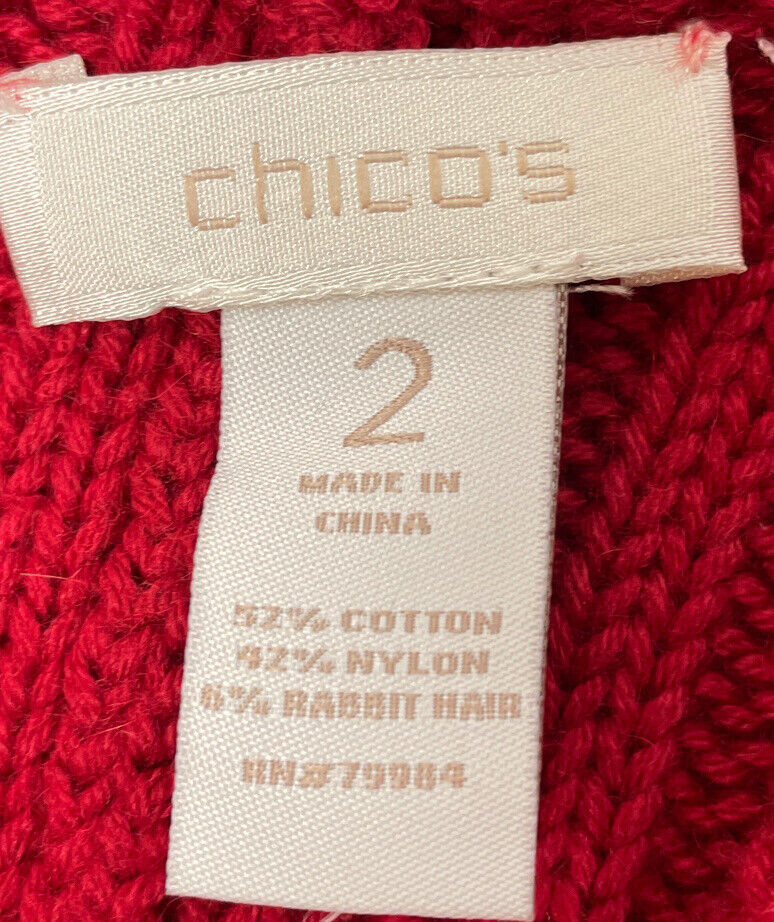 chico's
2
MADE IN
CHINA
52% COTTON
42% NYLON
6% RABBIT HAIR
RN#79984